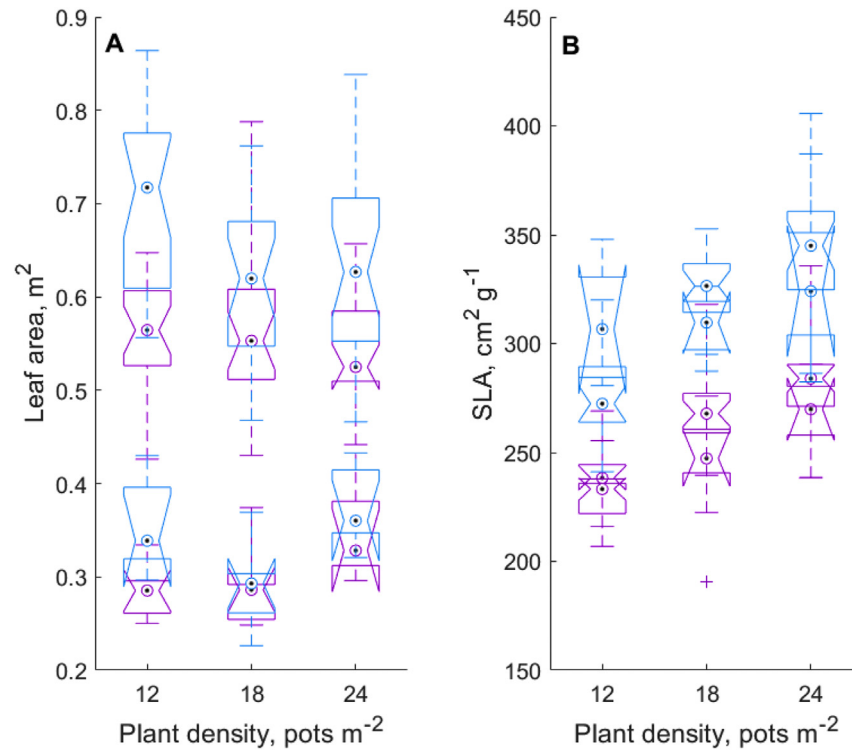 A
0.9
0.8
0.7
0.6
0.5
0.4
0.3
0.2
Leaf area, m²
12 18 24
Plant density, pots m⁻²
B
450
400
350
300
250
200
150
SLA, cm² g⁻¹
12 18 24
Plant density, pots m⁻²